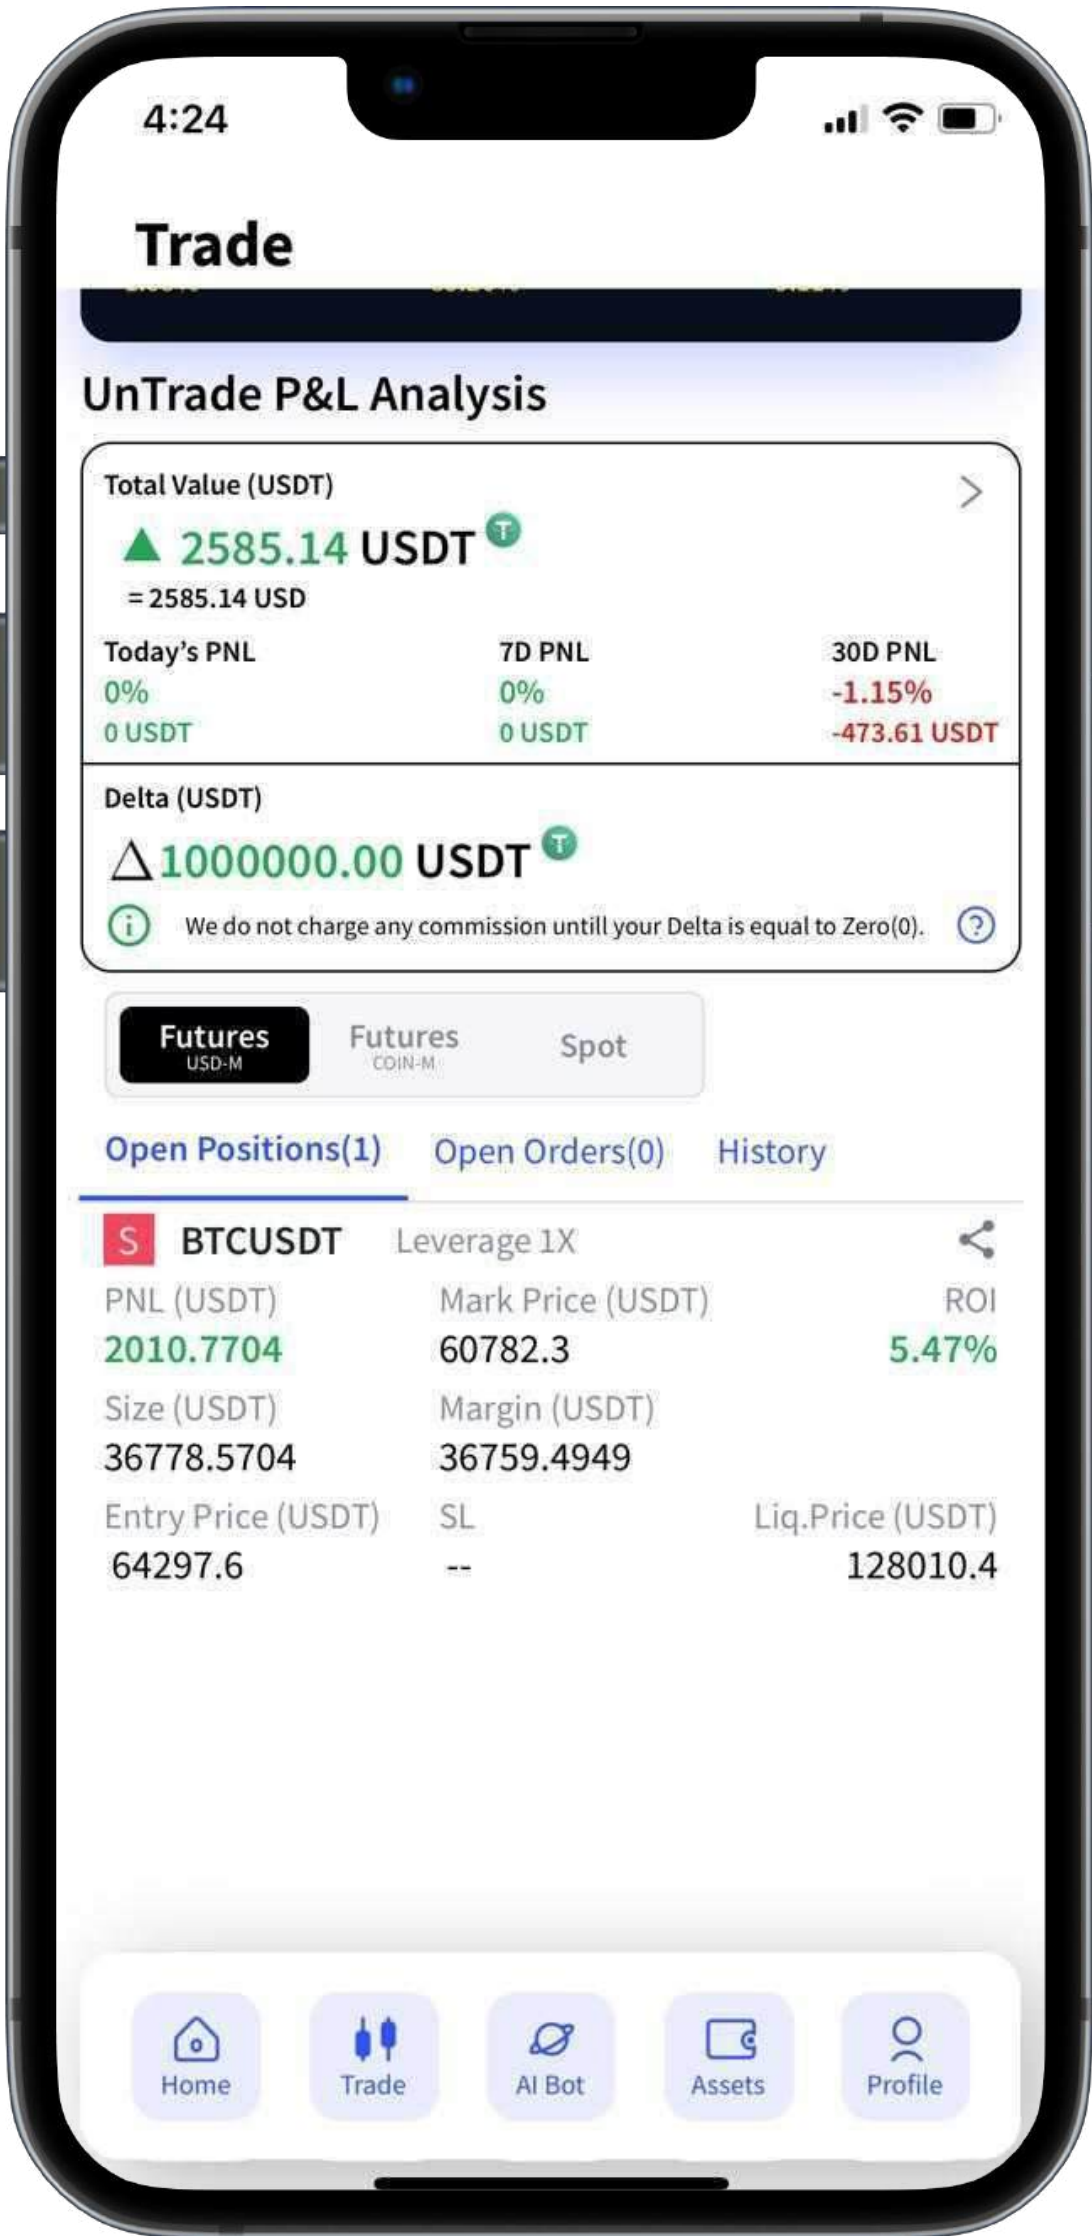 4:24
Trade
UnTrade P&L Analysis
Total Value (USDT)
2585.14 USDT
= 2585.14 USD
Today's PNL 7D PNL 30D PNL
0% 0% -1.15%
0 USDT 0 USDT -473.61 USDT
Delta (USDT)
△1000000.00 USDT
We do not charge any commission untill your Delta is equal to Zero(0).
Futures Futures Spot
USD-M COIN-M
Open Positions(1) Open Orders(0) History
S BTCUSDT Leverage 1X
PNL (USDT) Mark Price (USDT) ROI
2010.7704 60782.3 5.47%
Size (USDT) Margin (USDT)
36778.5704 36759.4949
Entry Price (USDT) SL Liq.Price (USDT)
64297.6 -- 128010.4
Home Trade AI Bot Assets Profile